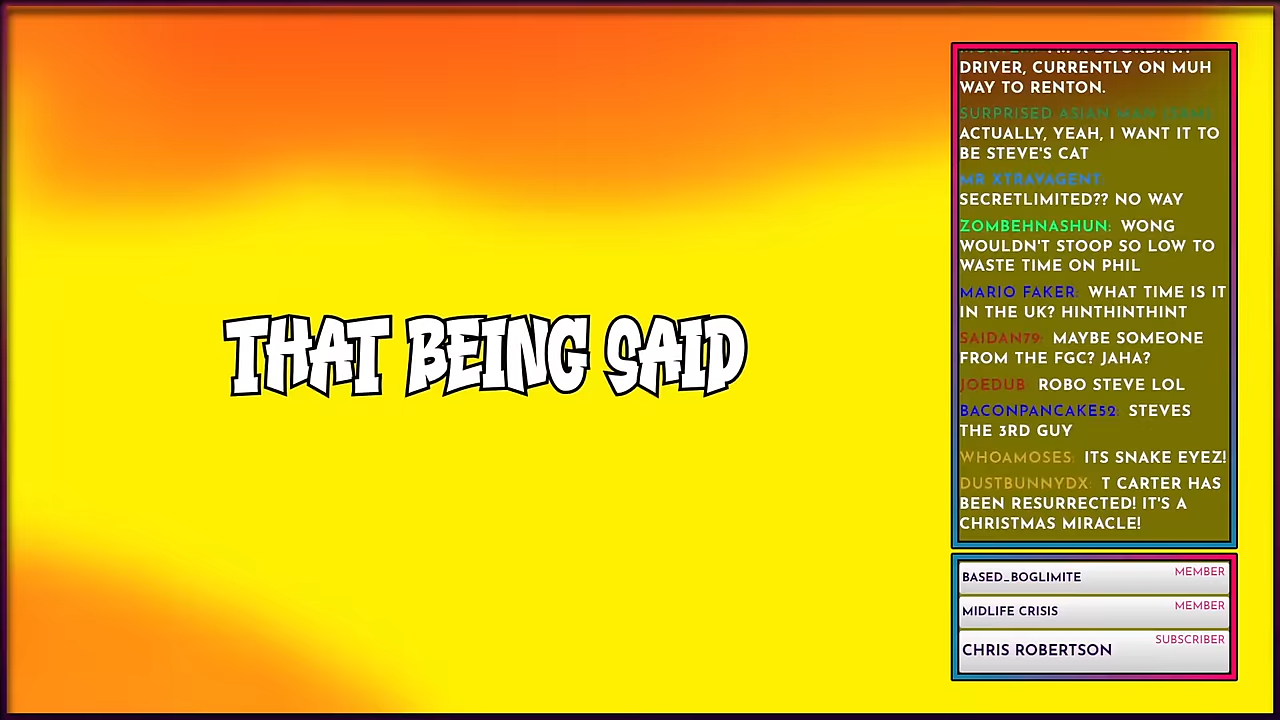 THAT BEING SAID
DRIVER, CURRENTLY ON MUH
WAY TO RENTON.
SURPRISED ASIAN MAN
ACTUALLY, YEAH, I WANT IT TO
BE STEVE'S CAT
MR XTRAVAGENT:
SECRETLIMITED?? NO WAY
ZOMBEHNASHUN: WONG
WOULDN'T STOOP SO LOW TO
WASTE TIME ON PHIL
MARIO FAKER: WHAT TIME IS IT
IN THE UK? HINTHINTHINT
SAIDAN79: MAYBE SOMEONE
FROM THE FGC? JAHA?
JOEDUB: ROBO STEVE LOL
BACONPANCAKE52: STEVES
THE 3RD GUY
WHOAMOSES: ITS SNAKE EYEZ!
DUSTBUNNYDX: T CARTER HAS
BEEN RESURRECTED! IT'S A
CHRISTMAS MIRACLE!
BASED_BOGLIMITE MEMBER
MIDLIFE CRISIS MEMBER
CHRIS ROBERTSON SUBSCRIBER